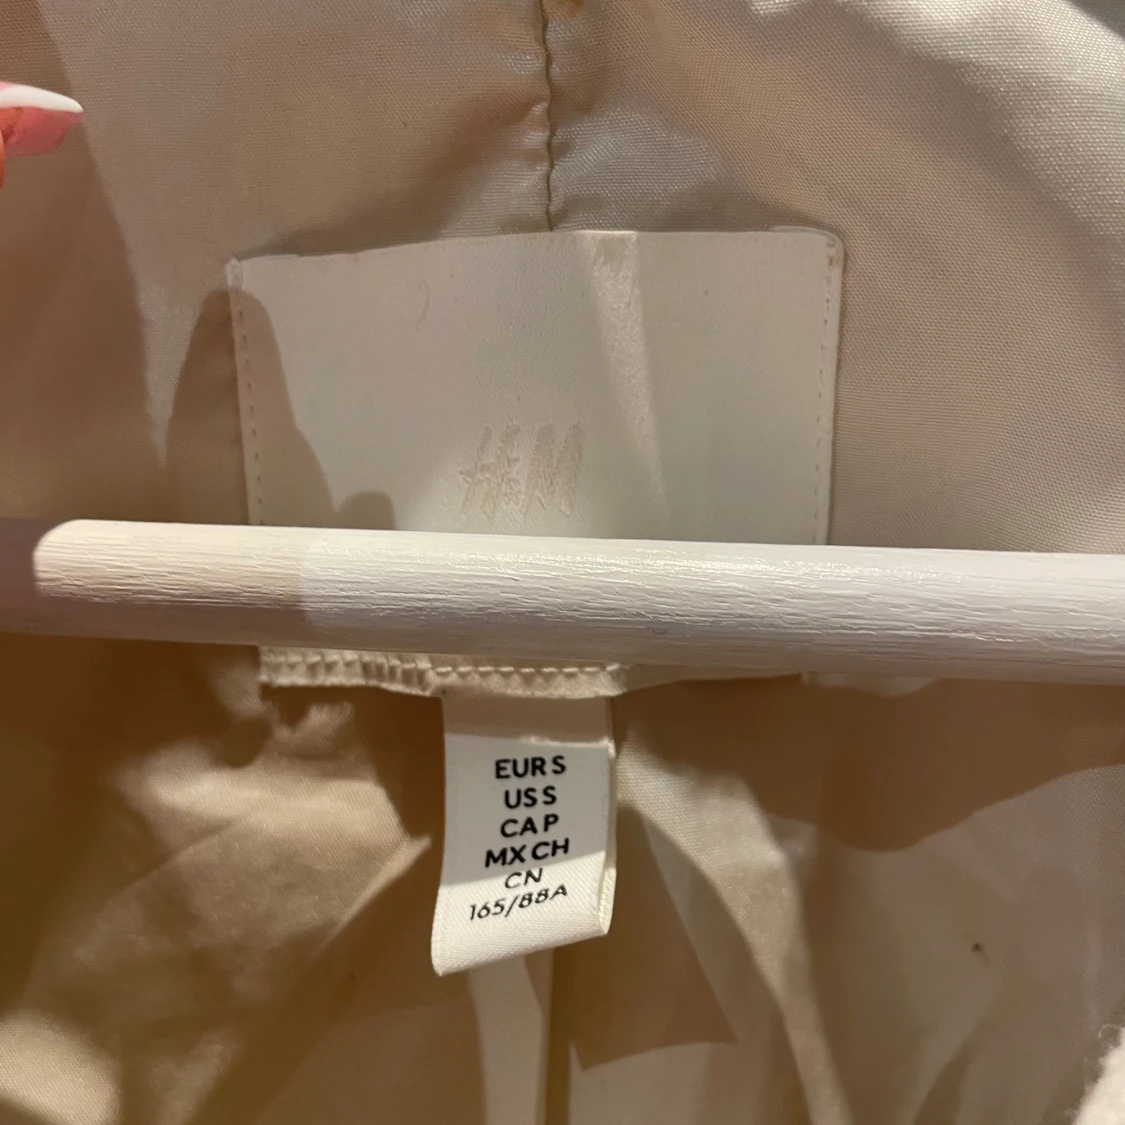 H&M
EUR S
US S
CA P
MX CH
CN
165/88A